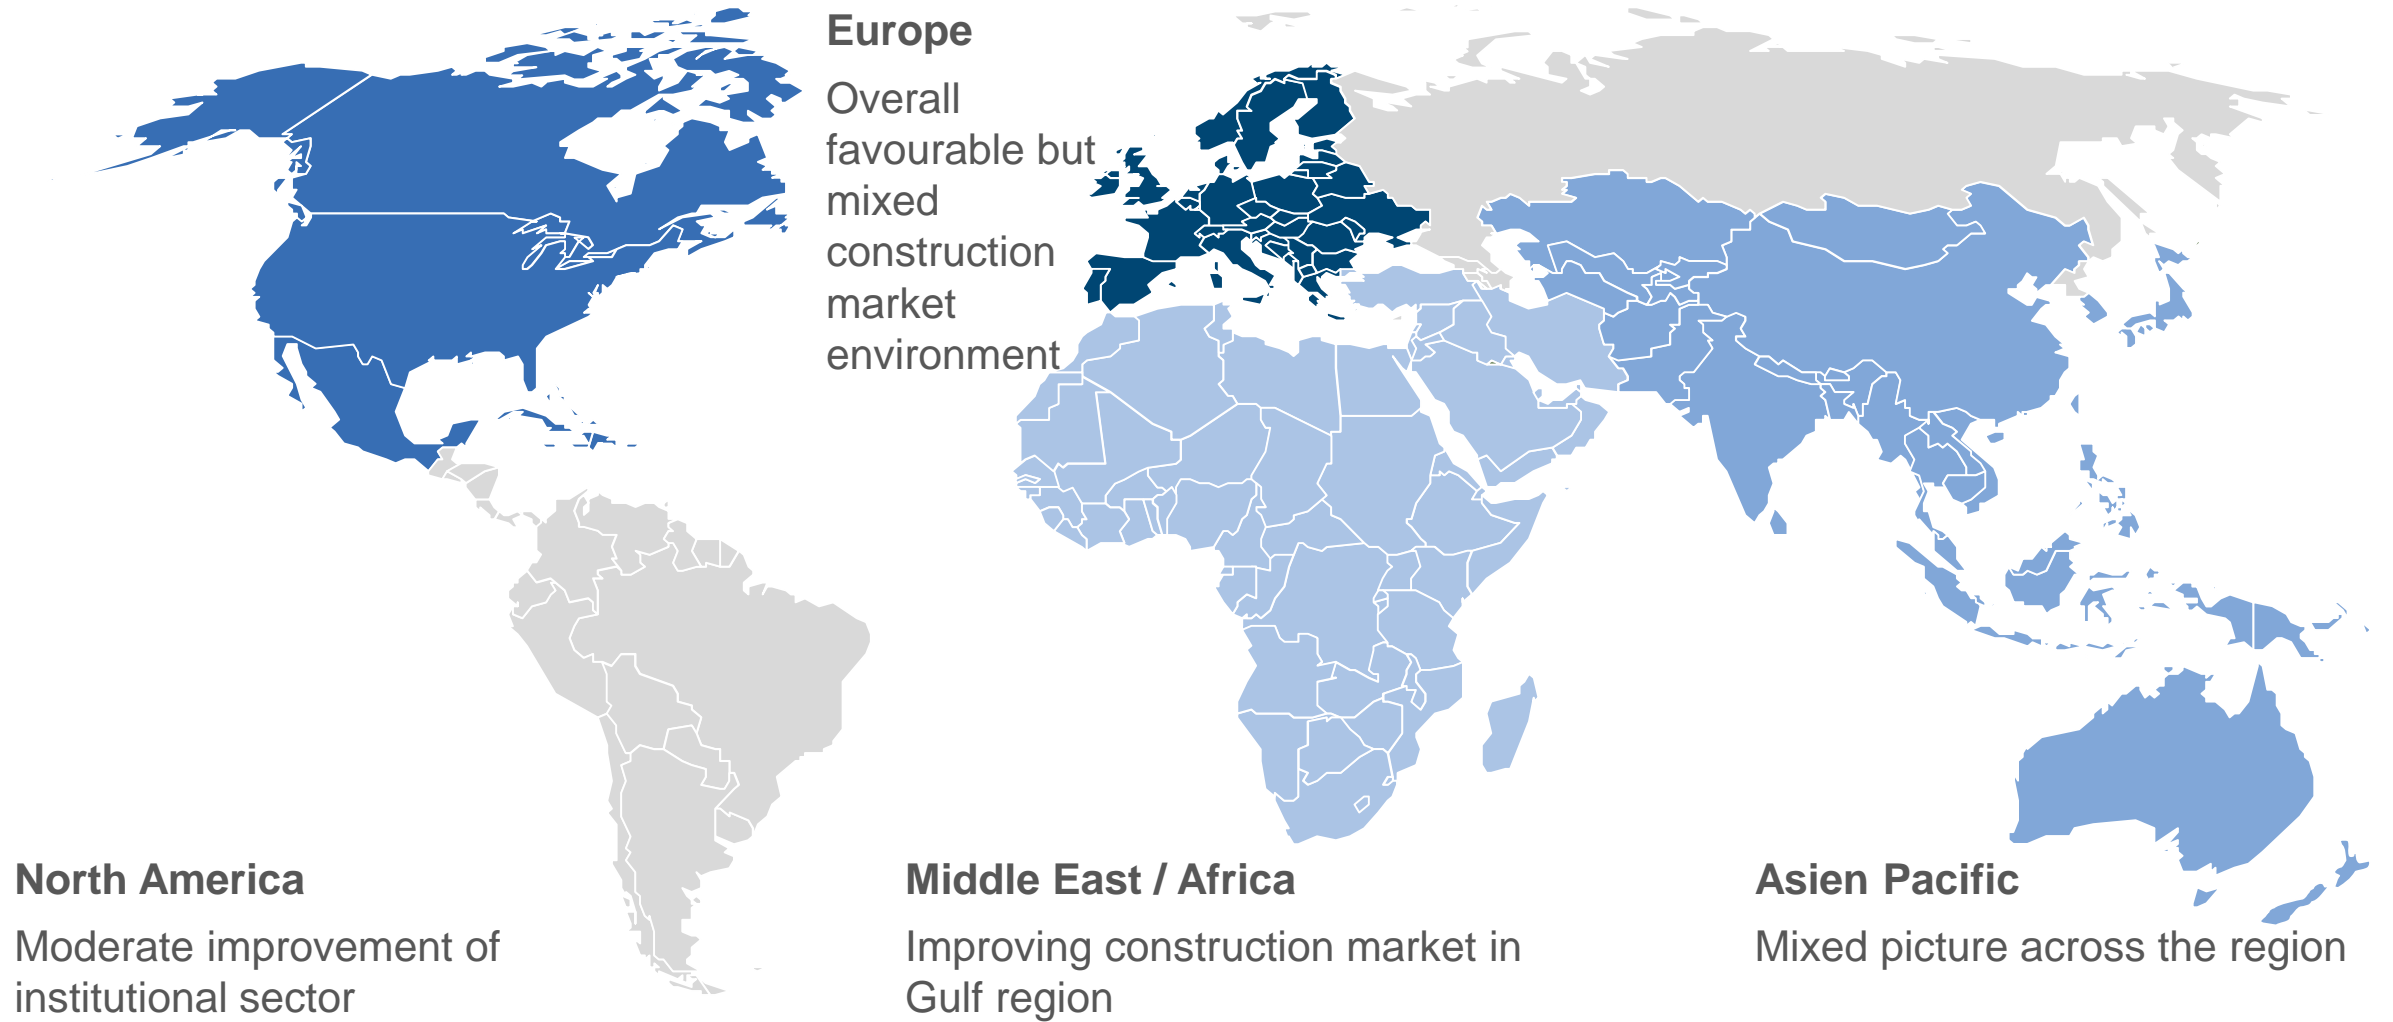 Europe
Overall
favourable but
mixed
construction
market
environment
North America
Moderate improvement of
institutional sector
Middle East / Africa
Improving construction market in
Gulf region
Asien Pacific
Mixed picture across the region